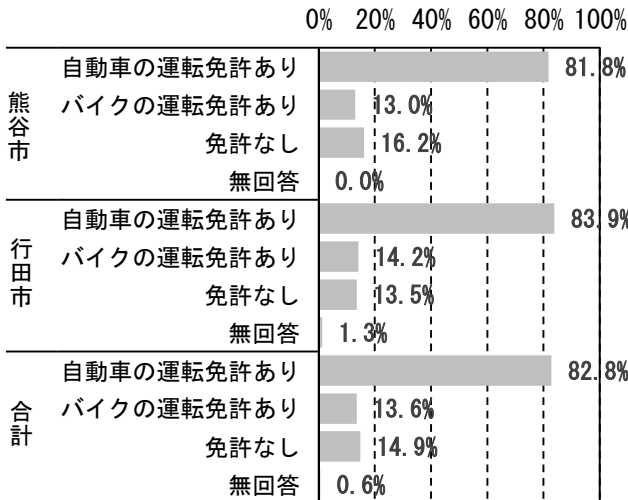 0% 20% 40% 60% 80% 100%
熊谷市
自動車の運転免許あり 81.8%
バイクの運転免許あり 13.0%
免許なし 16.2%
無回答 0.0%
行田市
自動車の運転免許あり 83.9%
バイクの運転免許あり 14.2%
免許なし 13.5%
無回答 1.3%
合計
自動車の運転免許あり 82.8%
バイクの運転免許あり 13.6%
免許なし 14.9%
無回答 0.6%